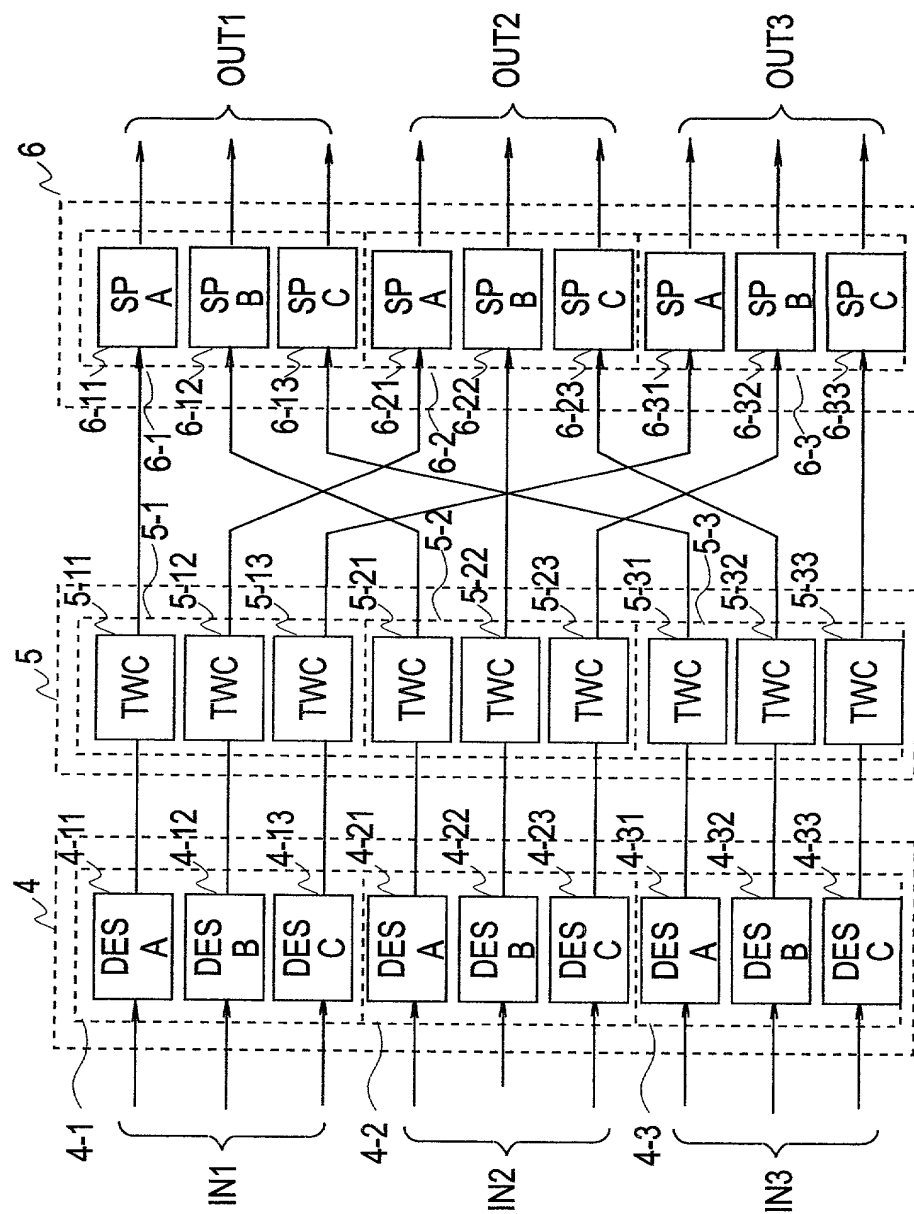 4
5
6
4-1
4-2
4-3
IN1
IN2
IN3
4-11
DES A
4-12
DES B
4-13
DES C
4-21
DES A
4-22
DES B
4-23
DES C
4-31
DES A
4-32
DES B
4-33
DES C
5-1
5-2
5-3
5-11
TWC
5-12
TWC
5-13
TWC
5-21
TWC
5-22
TWC
5-23
TWC
5-31
TWC
5-32
TWC
5-33
TWC
6-1
6-2
6-3
6-11
SP A
6-12
SP B
6-13
SP C
6-21
SP A
6-22
SP B
6-23
SP C
6-31
SP A
6-32
SP B
6-33
SP C
OUT1
OUT2
OUT3